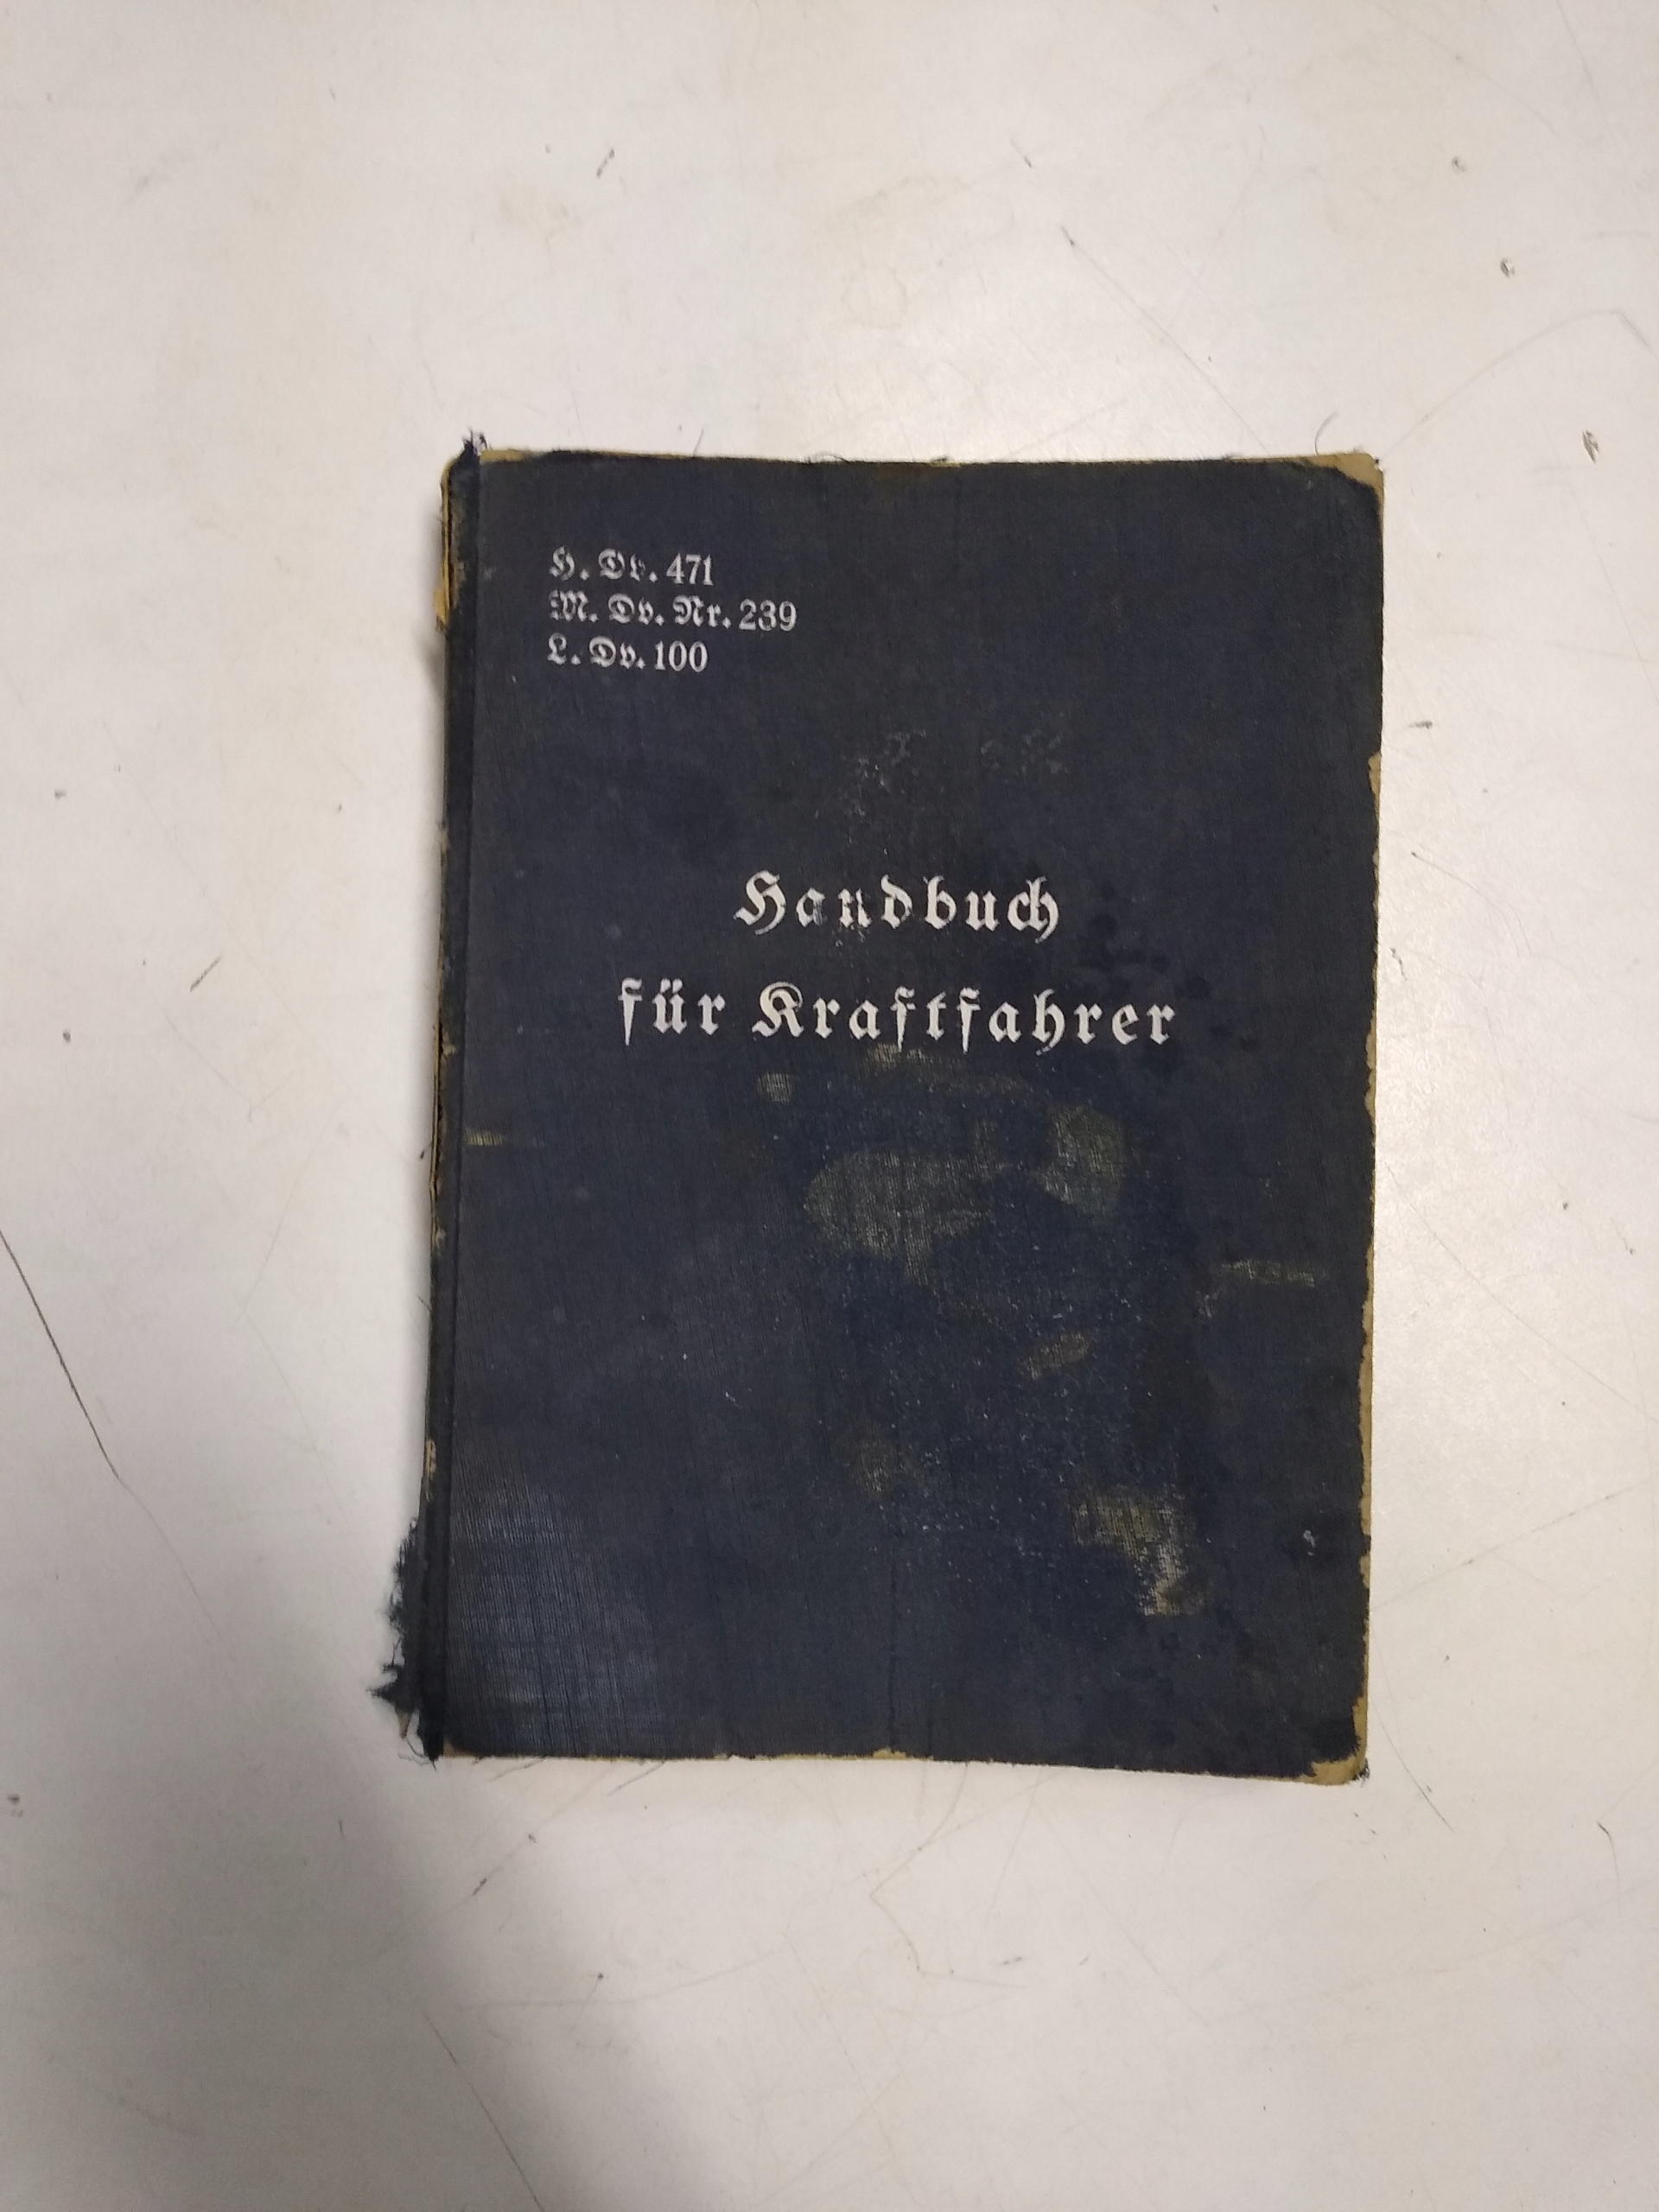 H. Dv. 471
M. Dv. Nr. 239
L. Dv. 100
Handbuch
für Kraftfahrer